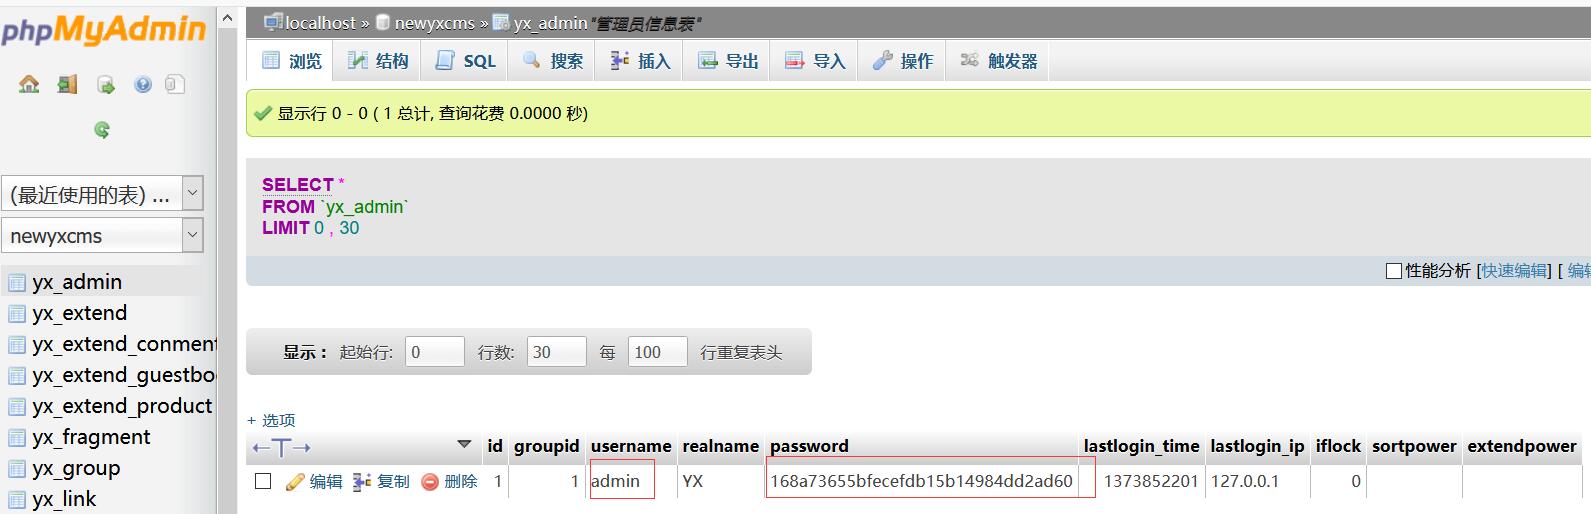 phpMyAdmin
(最近使用的表) ...
newyxcms
yx_admin
yx_extend
yx_extend_conment
yx_extend_guestboo
yx_extend_product
yx_fragment
yx_group
yx_link
localhost » newyxcms » yx_admin "管理员信息表"
浏览 结构 SQL 搜索 插入 导出 导入 操作 触发器
显示行 0 - 0 ( 1 总计, 查询花费 0.0000 秒)
SELECT *
FROM `yx_admin`
LIMIT 0 , 30
性能分析 [快速编辑] [ 编辑
显示： 起始行: 0 行数: 30 每 100 行重复表头
+ 选项
←T→ id groupid username realname password lastlogin_time lastlogin_ip iflock sortpower extendpower
编辑 复制 删除 1 1 admin YX 168a73655bfecefdb15b14984dd2ad60 1373852201 127.0.0.1 0